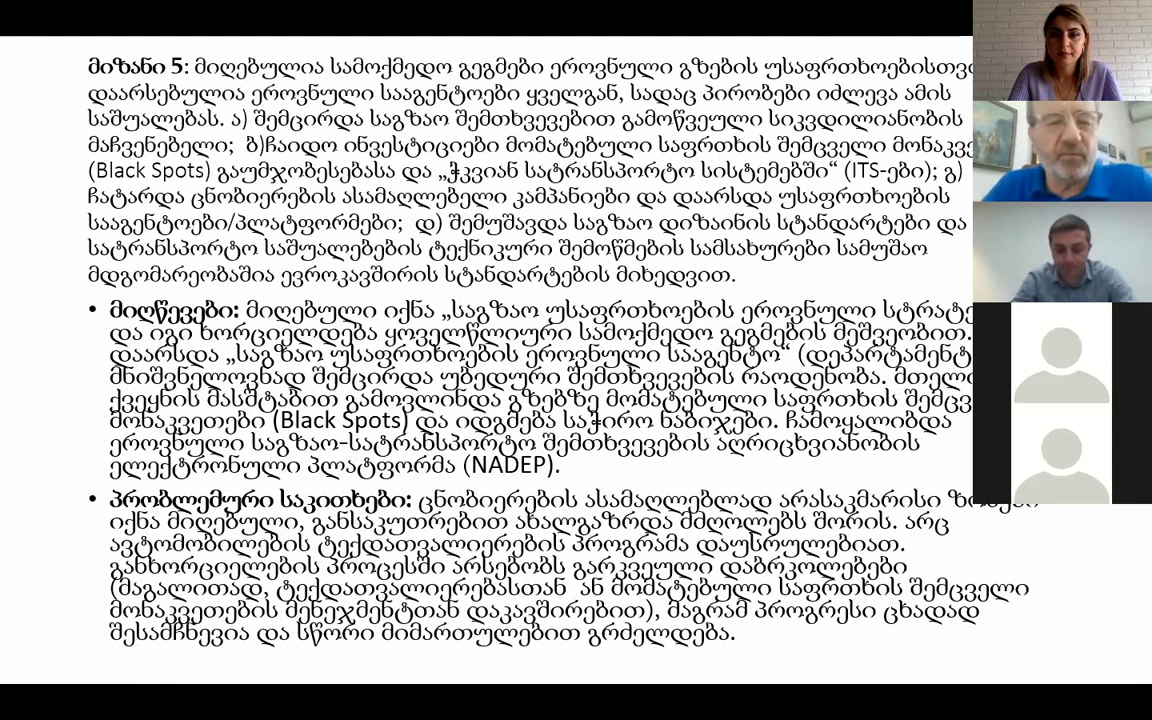 მიზანი 5: მიღებულია სამოქმედო გეგმები ეროვნული გზების უსაფრთხოებისთვ
დაარსებულია ეროვნული სააგენტოები ყველგან, სადაც პირობები იძლევა ამის
საშუალებას. ა) შემცირდა საგზაო შემთხვევებით გამოწვეული სიკვდილიანობის
მაჩვენებელი; ბ)ჩაიდო ინვესტიციები მომატებული საფრთხის შემცველი მონაკვე
(Black Spots) გაუმჯობესებასა და „ჭკვიან სატრანსპორტო სისტემებში“ (ITS-ები); გ)
ჩატარდა ცნობიერების ასამაღლებელი კამპანიები და დაარსდა უსაფრთხოების
სააგენტოები/პლატფორმები; დ) შემუშავდა საგზაო დიზაინის სტანდარტები და
სატრანსპორტო საშუალებების ტექნიკური შემოწმების სამსახურები სამუშაო
მდგომარეობაშია ევროკავშირის სტანდარტების მიხედვით.
• მიღწევები: მიღებული იქნა „საგზაო უსაფრთხოების ეროვნული სტრატე
და იგი ხორციელდება ყოველწლიური სამოქმედო გეგმების მეშვეობით.
დაარსდა „საგზაო უსაფრთხოების ეროვნული სააგენტო“ (დეპარტამენტ
მნიშვნელოვნად შემცირდა უბედური შემთხვევების რაოდენობა. მთელი
ქვეყნის მასშტაბით გამოვლინდა გზებზე მომატებული საფრთხის შემცვ
მონაკვეთები (Black Spots) და იდგმება საჭირო ნაბიჯები. ჩამოყალიბდა
ეროვნული საგზაო-სატრანსპორტო შემთხვევების აღრიცხვიანობის
ელექტრონული პლატფორმა (NADEP).
• პრობლემური საკითხები: ცნობიერების ასამაღლებლად არასაკმარისი ზომები
იქნა მიღებული, განსაკუთრებით ახალგაზრდა მძღოლებს შორის. არც
ავტომობილების ტექდათვალიერების პროგრამა დაუსრულებიათ.
განხორციელების პროცესში არსებობს გარკვეული დაბრკოლებები
(მაგალითად, ტექდათვალიერებასთან ან მომატებული საფრთხის შემცველი
მონაკვეთების მენეჯმენტთან დაკავშირებით), მაგრამ პროგრესი ცხადად
შესამჩნევია და სწორი მიმართულებით გრძელდება.